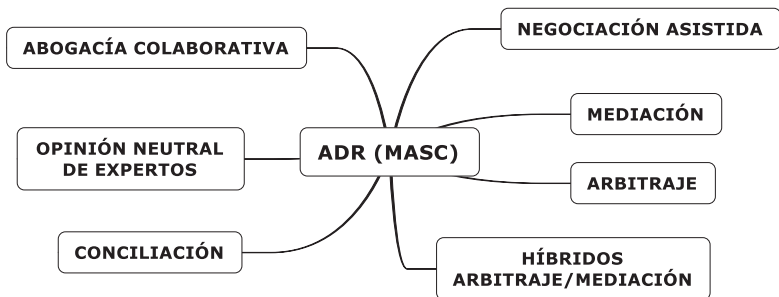 ABOGACÍA COLABORATIVA
NEGOCIACIÓN ASISTIDA
MEDIACIÓN
OPINIÓN NEUTRAL
DE EXPERTOS
ADR (MASC)
ARBITRAJE
CONCILIACIÓN
HÍBRIDOS
ARBITRAJE/MEDIACIÓN